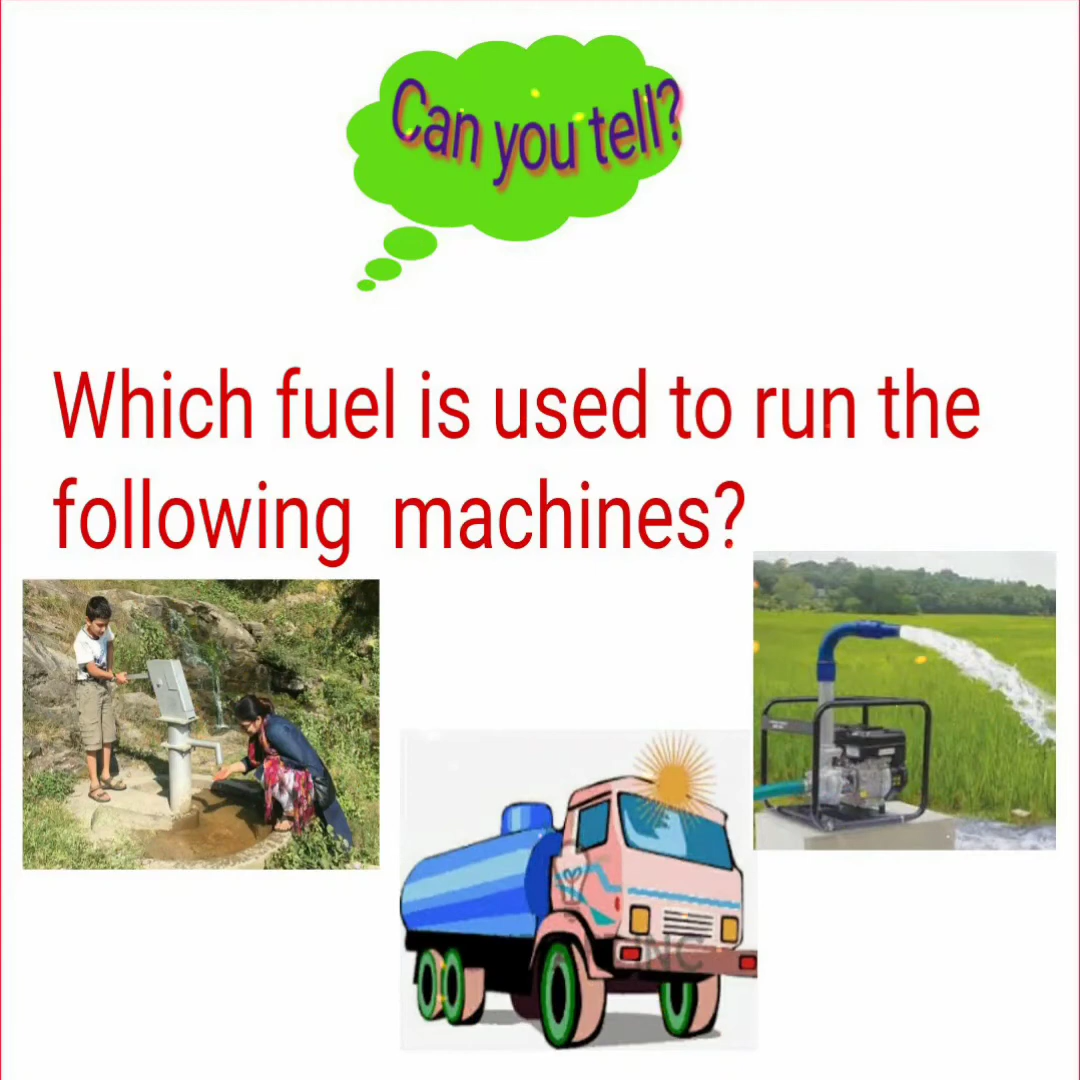 Can you tell?
Which fuel is used to run the
following machines?